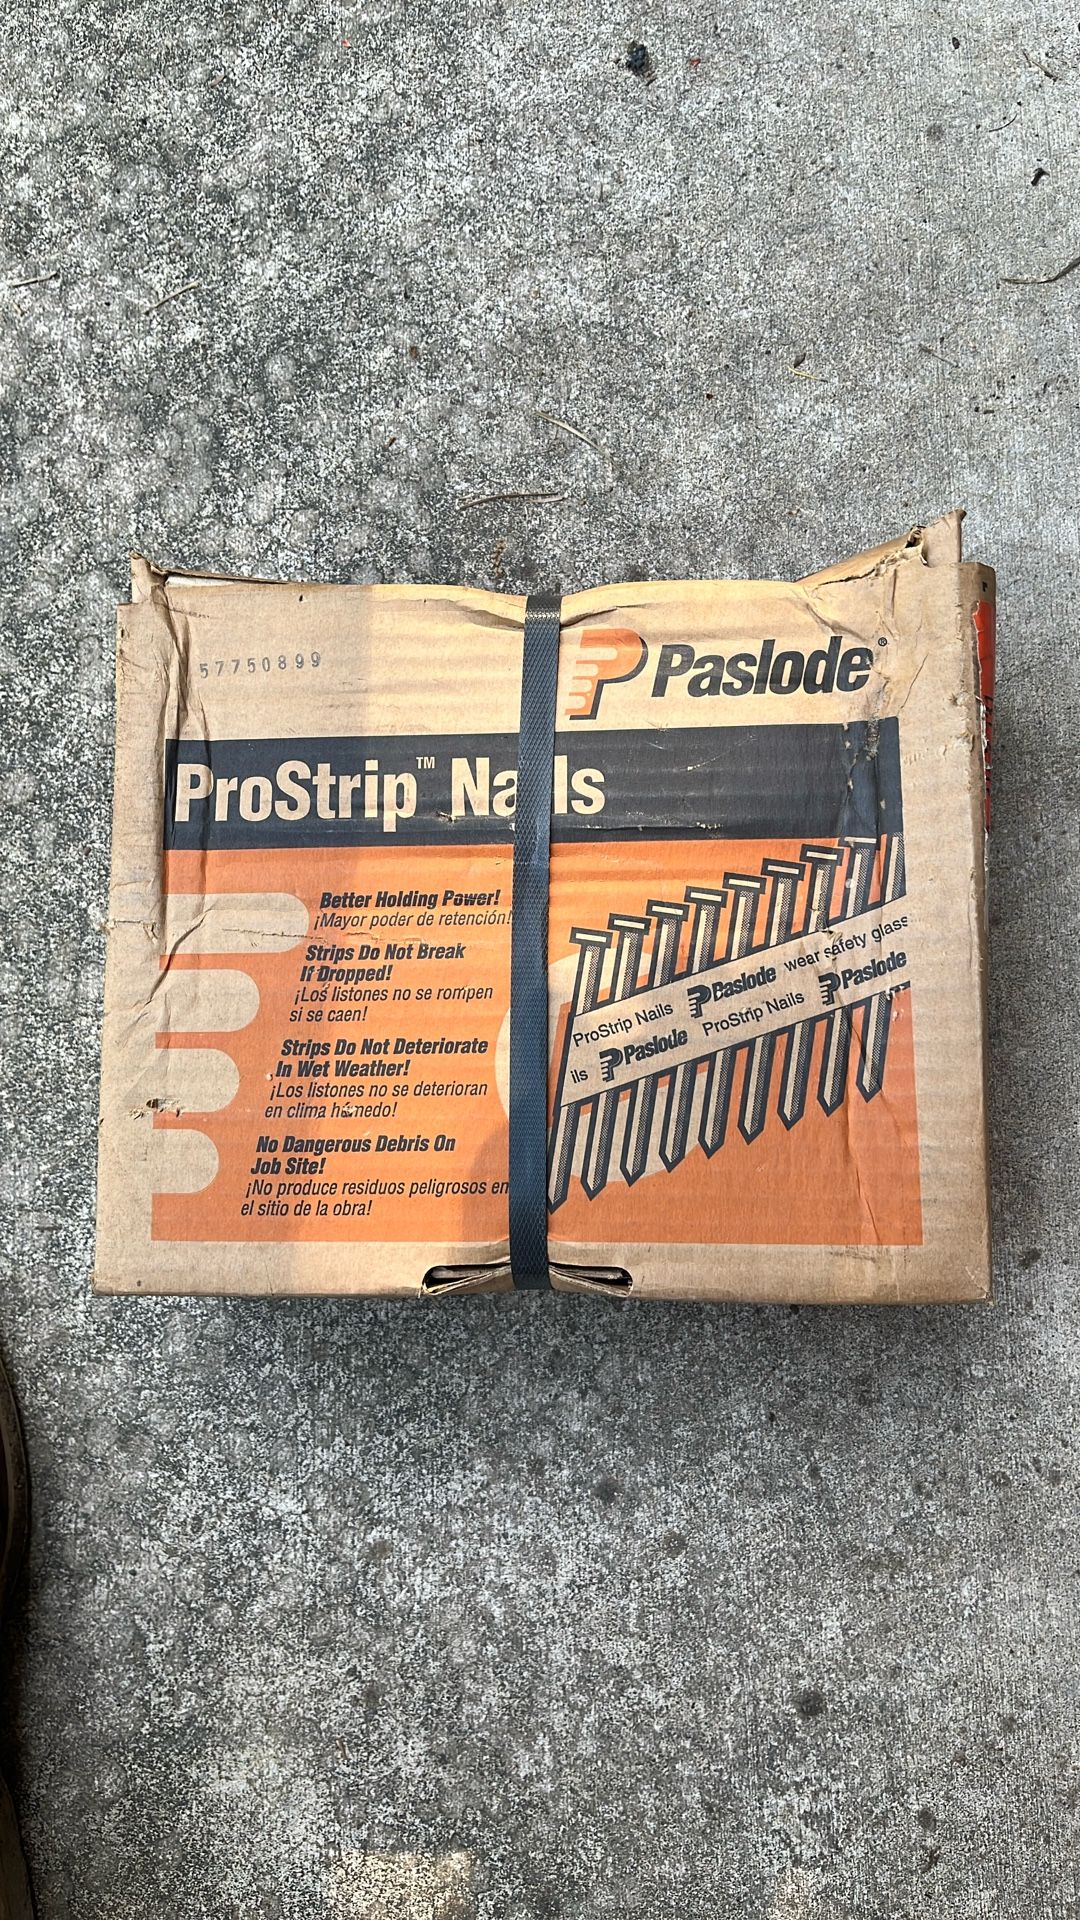 57750899
Paslode®
ProStrip™ Nails
Better Holding Power!
¡Mayor poder de retención!
Strips Do Not Break
If Dropped!
¡Los listones no se rompen
si se caen!
Strips Do Not Deteriorate
In Wet Weather!
¡Los listones no se deterioran
en clima húmedo!
No Dangerous Debris On
Job Site!
¡No produce residuos peligrosos en
el sitio de la obra!
ProStrip Nails Paslode wear safety glass
ils Paslode ProStrip Nails Paslode